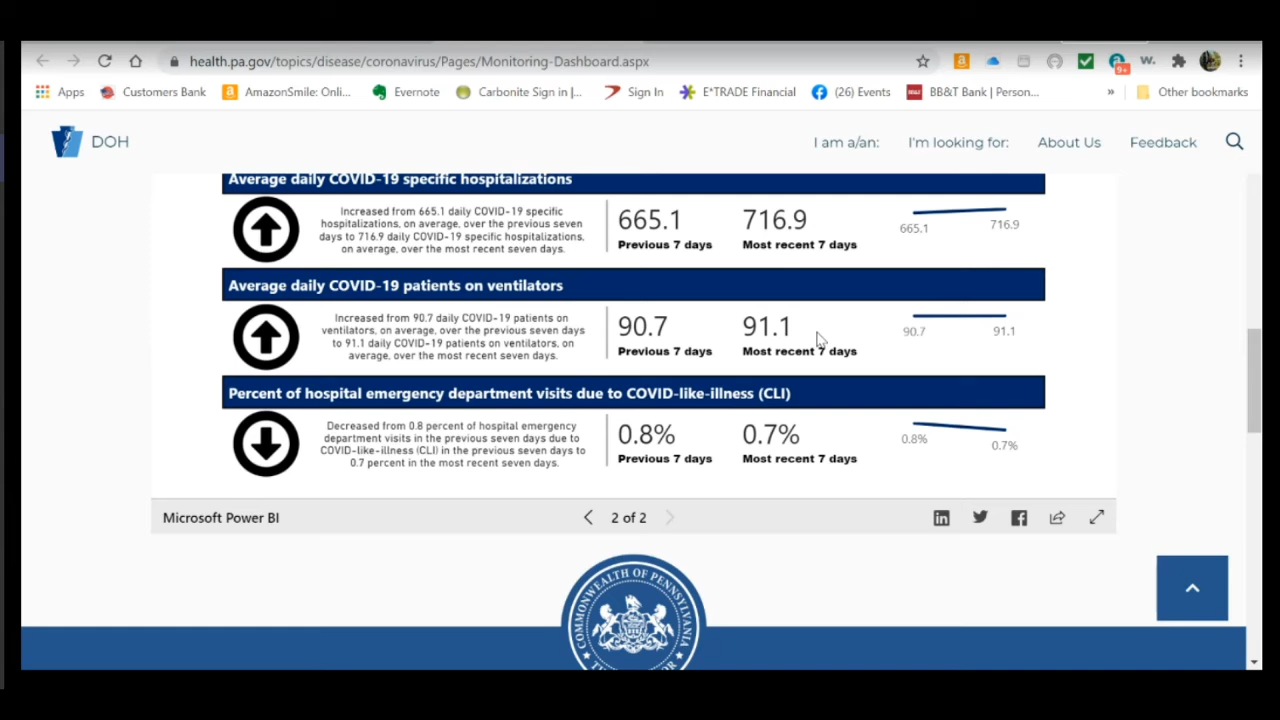 health.pa.gov/topics/disease/coronavirus/Pages/Monitoring-Dashboard.aspx
9+
W.
Apps
Customers Bank
AmazonSmile: Onli...
Evernote
Carbonite Sign in |...
Sign In
E*TRADE Financial
(26) Events
BB&T Bank | Person...
»
Other bookmarks
DOH
I am a/an:
I'm looking for:
About Us
Feedback
Average daily COVID-19 specific hospitalizations
Increased from 665.1 daily COVID-19 specific
hospitalizations, on average, over the previous seven
days to 716.9 daily COVID-19 specific hospitalizations,
on average, over the most recent seven days.
665.1
Previous 7 days
716.9
Most recent 7 days
665.1
716.9
Average daily COVID-19 patients on ventilators
Increased from 90.7 daily COVID-19 patients on
ventilators, on average, over the previous seven days
to 91.1 daily COVID-19 patients on ventilators, on
average, over the most recent seven days.
90.7
Previous 7 days
91.1
Most recent 7 days
90.7
91.1
Percent of hospital emergency department visits due to COVID-like-illness (CLI)
Decreased from 0.8 percent of hospital emergency
department visits in the previous seven days due to
COVID-like-illness (CLI) in the previous seven days to
0.7 percent in the most recent seven days.
0.8%
Previous 7 days
0.7%
Most recent 7 days
0.8%
0.7%
Microsoft Power BI
2 of 2
COMMONWEALTH OF PENNSYLVANIA